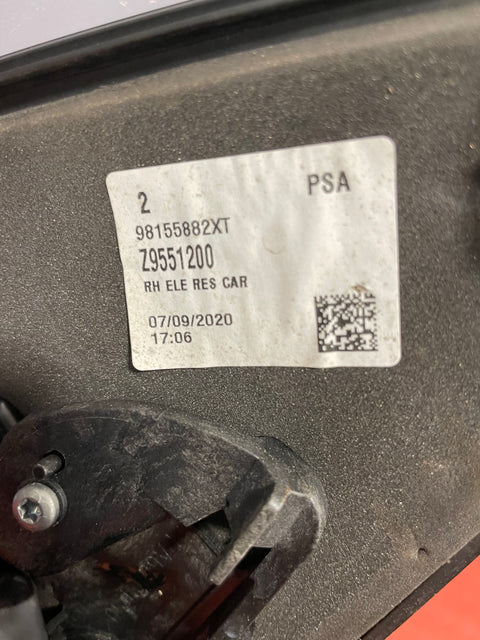 2 PSA
98155882XT
Z9551200
RH ELE RES CAR
07/09/2020
17:06